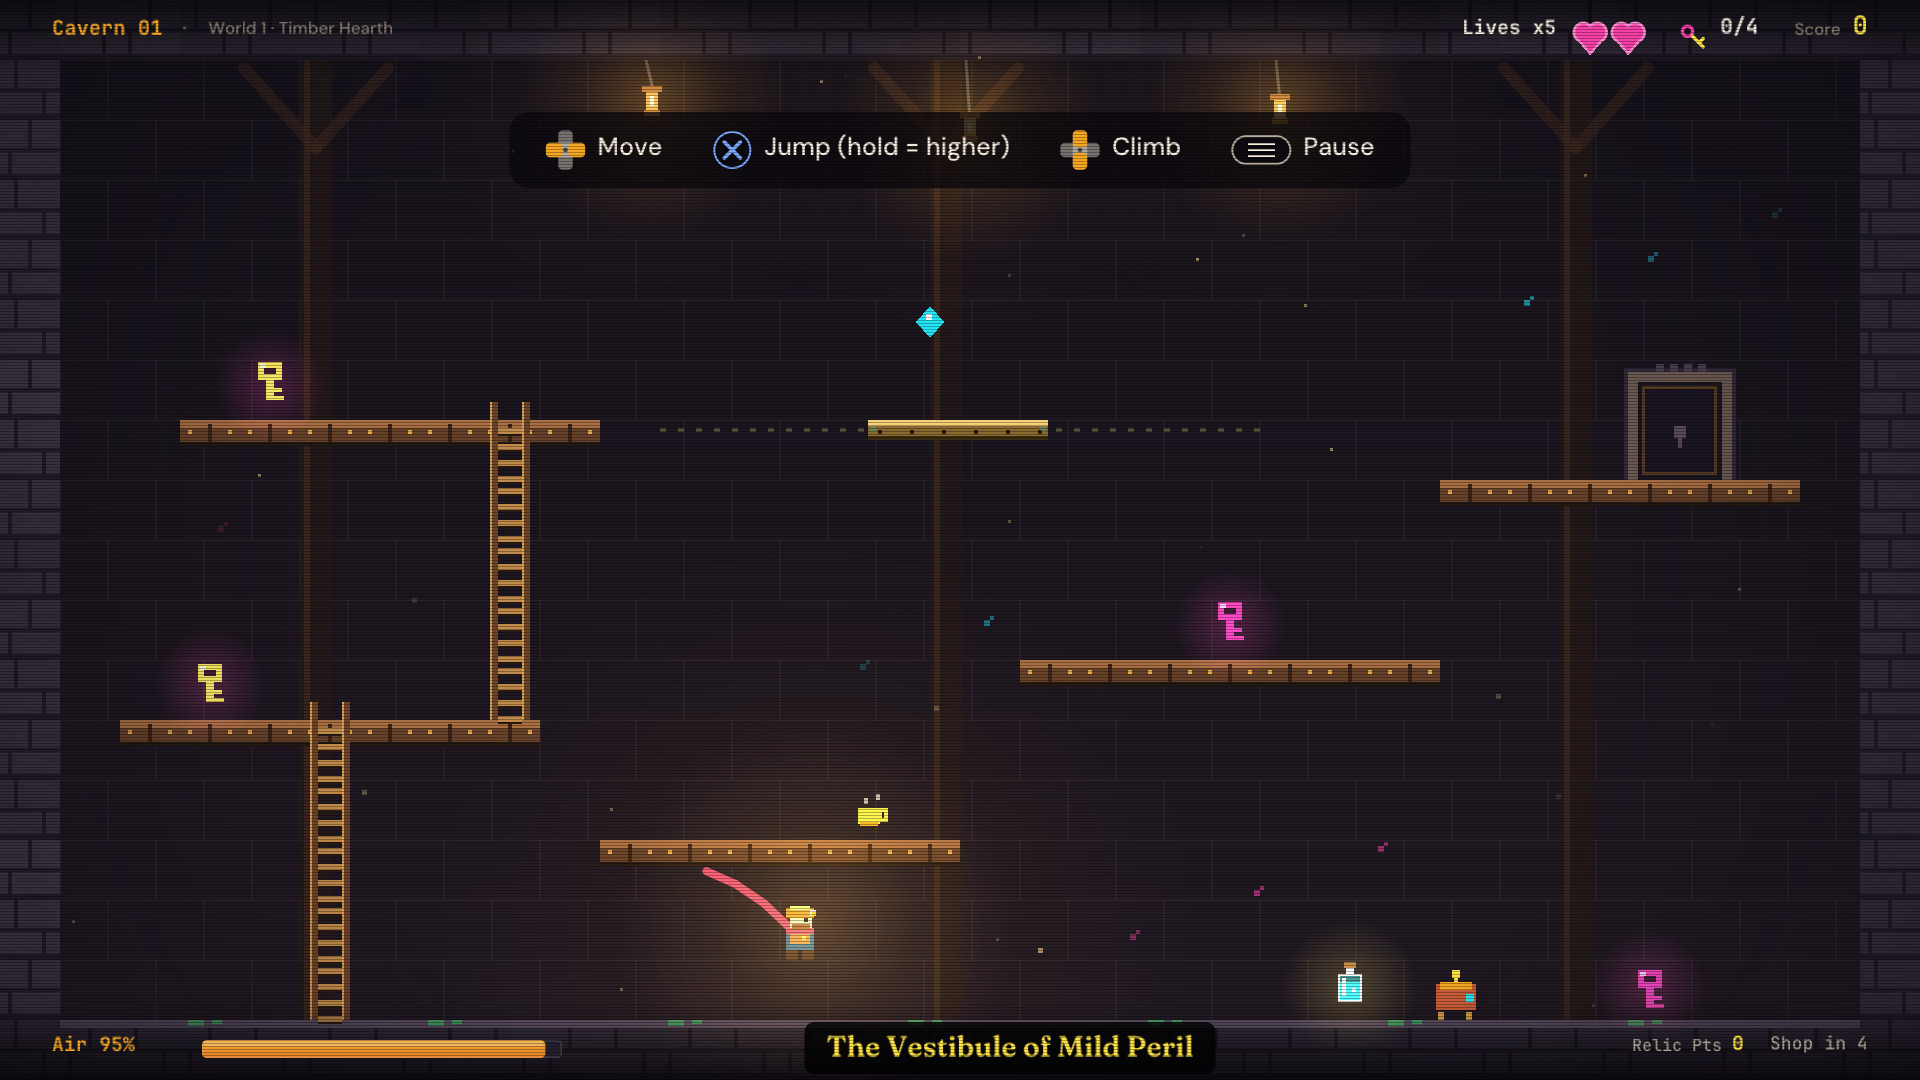 Cavern 01 · World 1 · Timber Hearth
Lives x5 0/4 Score 0
Move Jump (hold = higher) Climb Pause
Air 95%
The Vestibule of Mild Peril
Relic Pts 0 Shop in 4